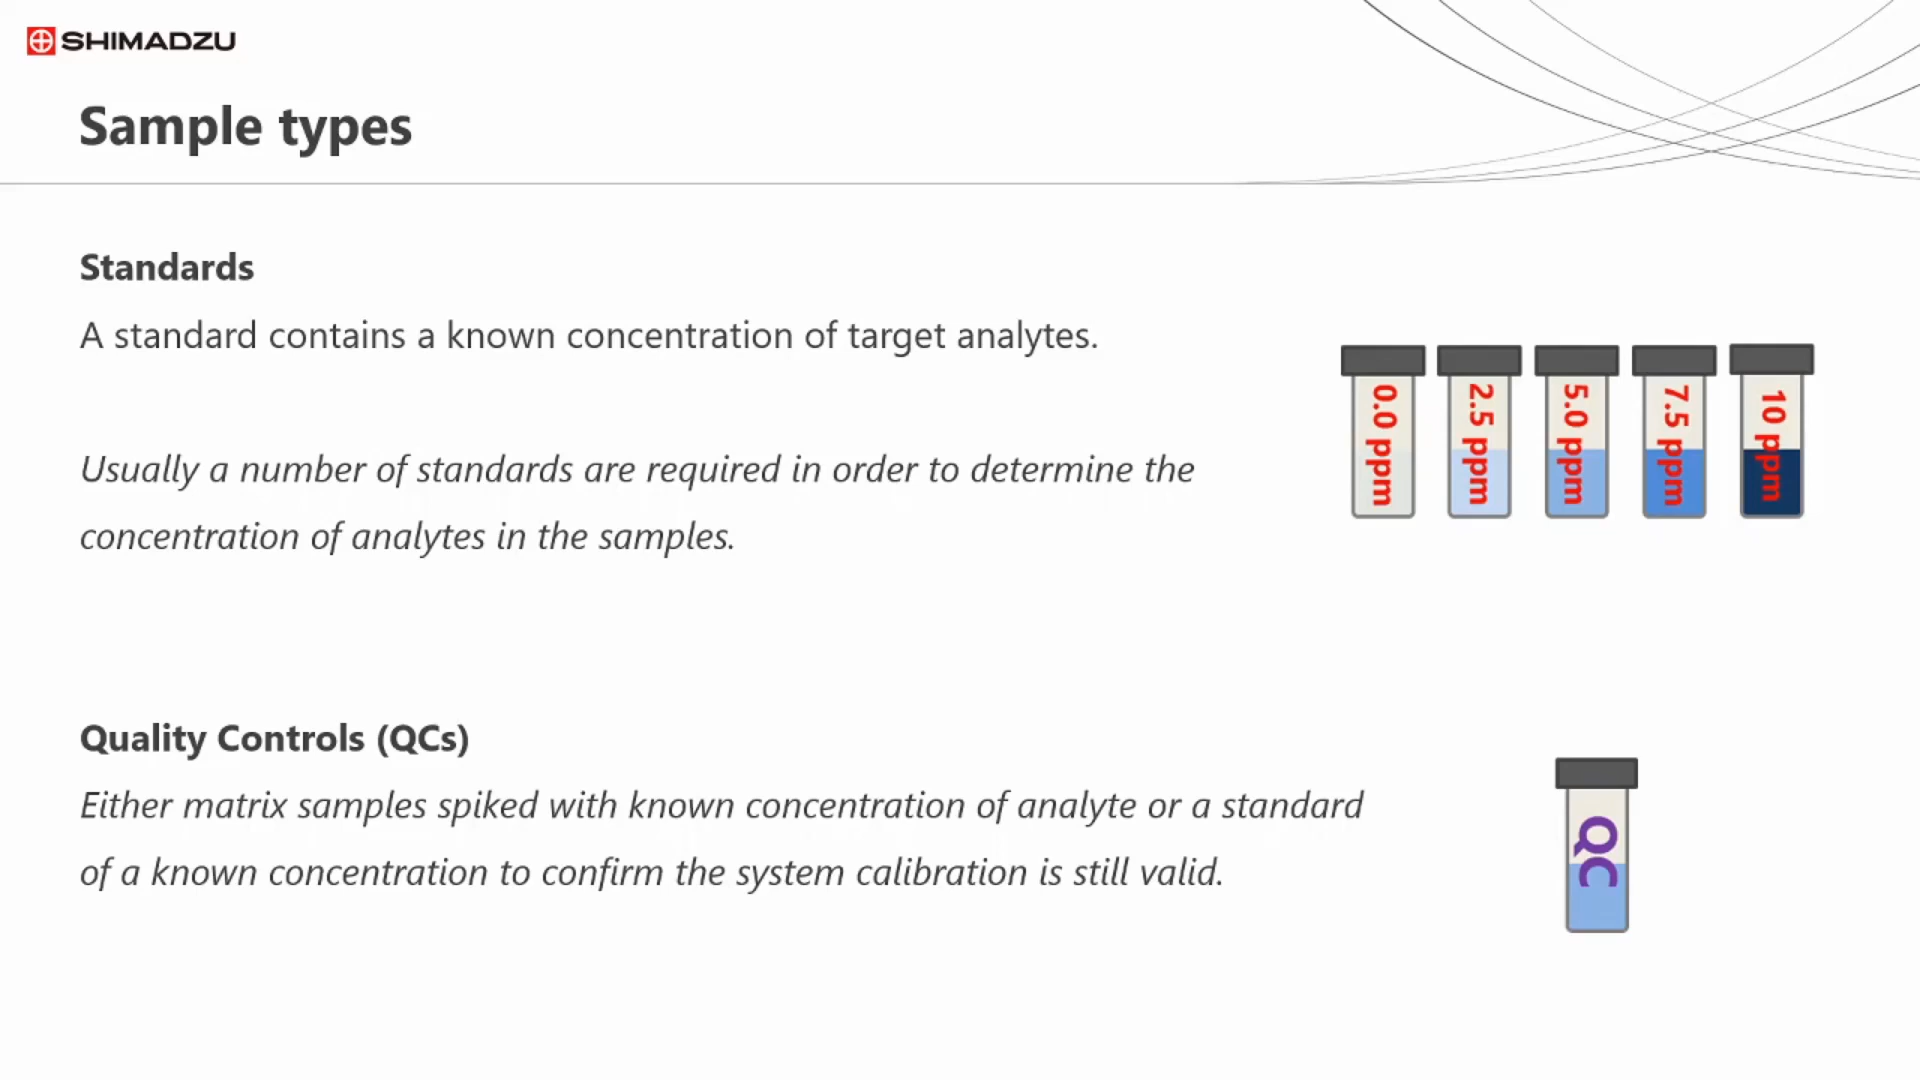 SHIMADZU
Sample types
Standards
A standard contains a known concentration of target analytes.
Usually a number of standards are required in order to determine the
concentration of analytes in the samples.
0.0 ppm
2.5 ppm
5.0 ppm
7.5 ppm
10 ppm
Quality Controls (QCs)
Either matrix samples spiked with known concentration of analyte or a standard
of a known concentration to confirm the system calibration is still valid.
QC